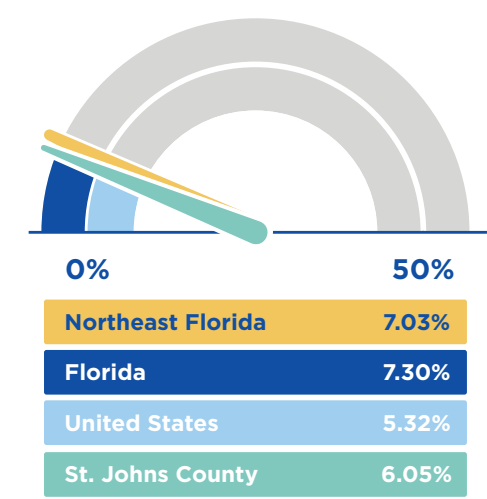 0% 50%
Northeast Florida 7.03%
Florida 7.30%
United States 5.32%
St. Johns County 6.05%